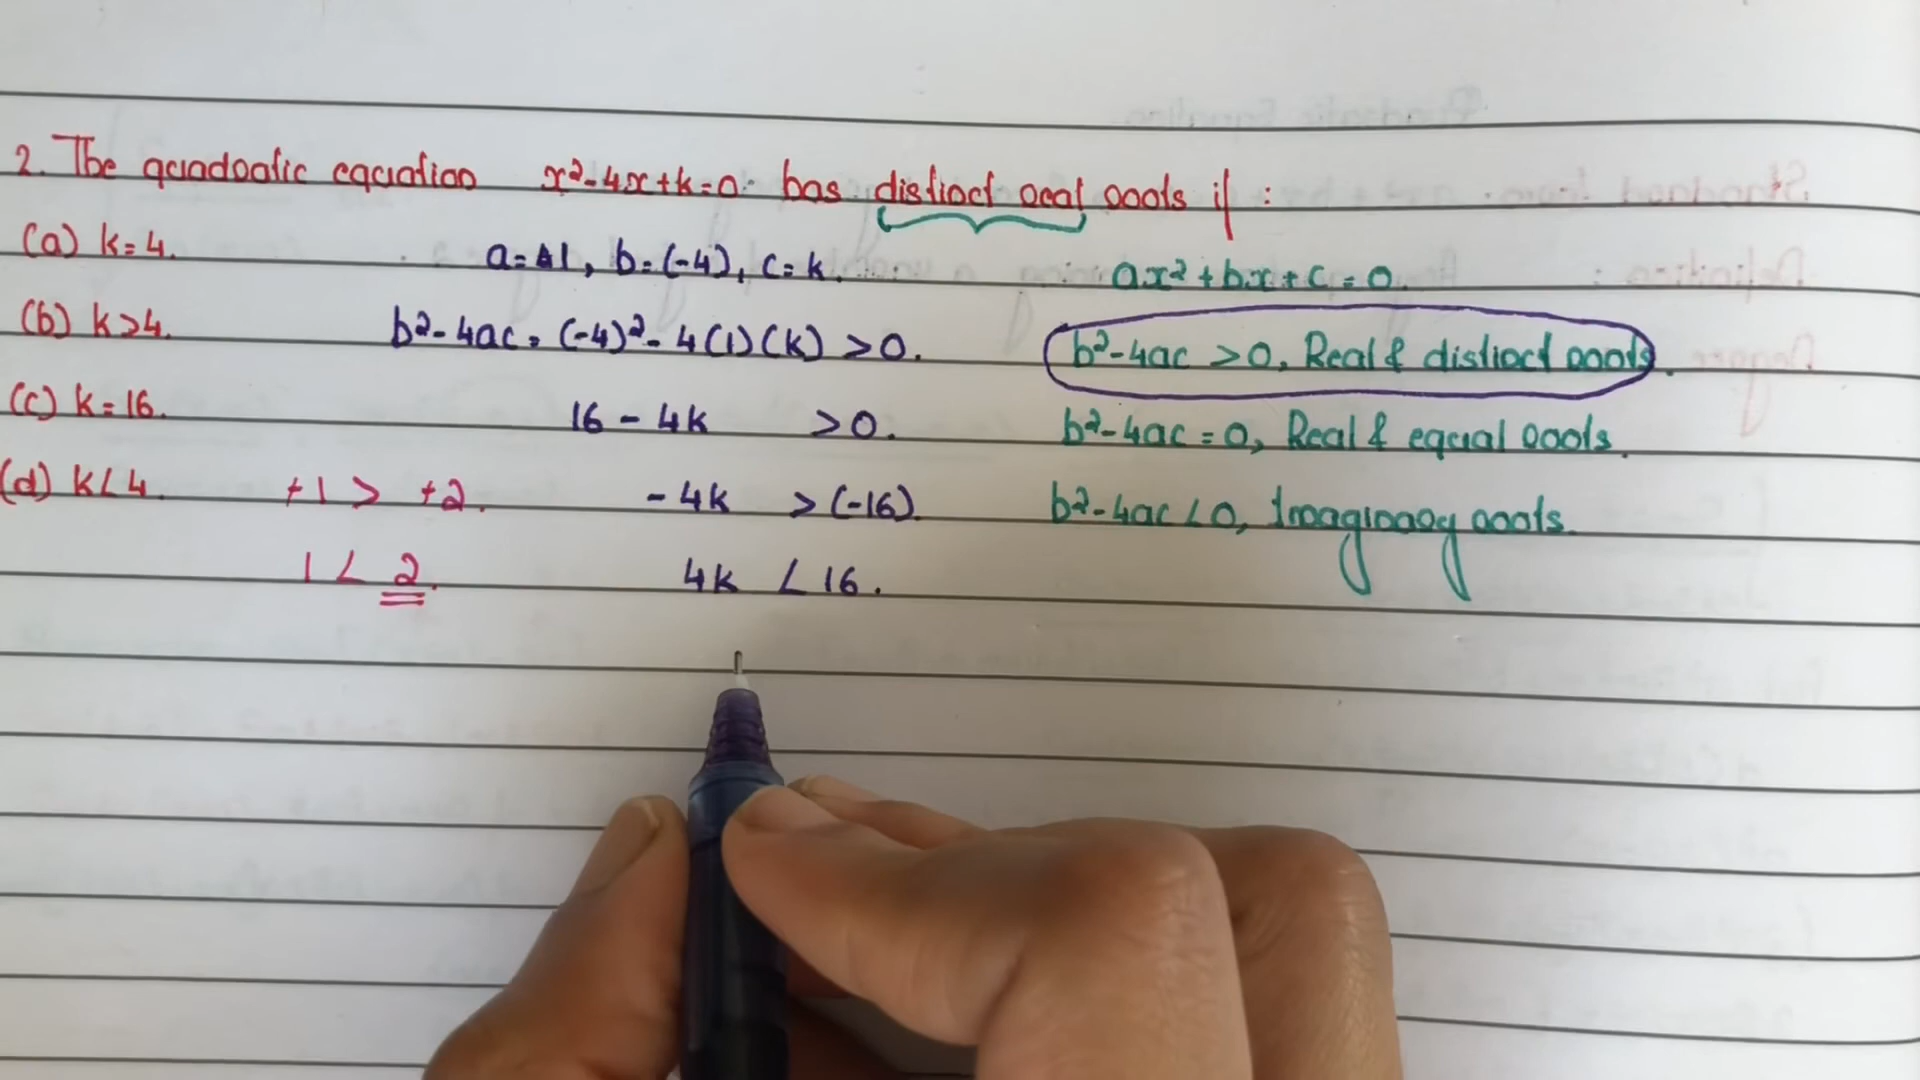 2. The quadratic equation x²-4x+k=0. has distinct real roots if :
(a) k=4.
a=1, b=(-4), c=k.
ax²+bx+c=0.
(b) k>4.
b²-4ac = (-4)²-4(1)(k) >0.
b²-4ac >0, Real & distinct roots.
(c) k=16.
16-4k >0.
b²-4ac=0, Real & equal roots.
(d) k<4.
+1 > +2.
-4k >(-16).
b²-4ac<0, Imaginary roots.
1 < 2.
4k <16.